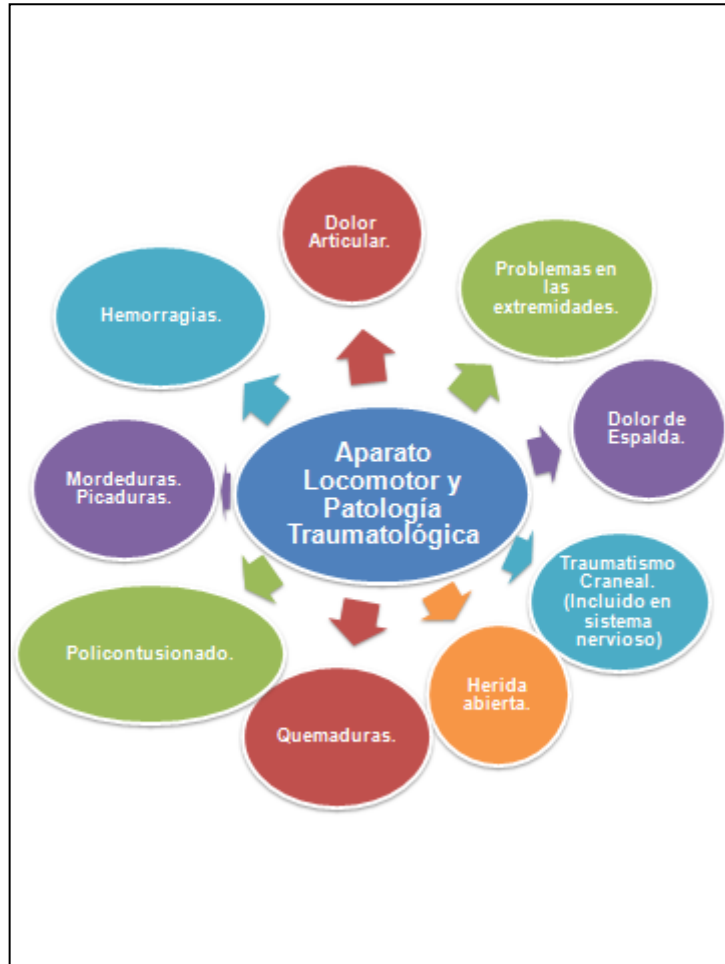 Dolor
Articular.
Problemas en
las
extremidades.
Hemorragias.
Dolor de
Espalda.
Aparato
Locomotor y
Patología
Traumatológica
Mordeduras.
Picaduras.
Traumatismo
Craneal.
(Incluido en
sistema
nervioso)
Policontusionado.
Herida
abierta.
Quemaduras.